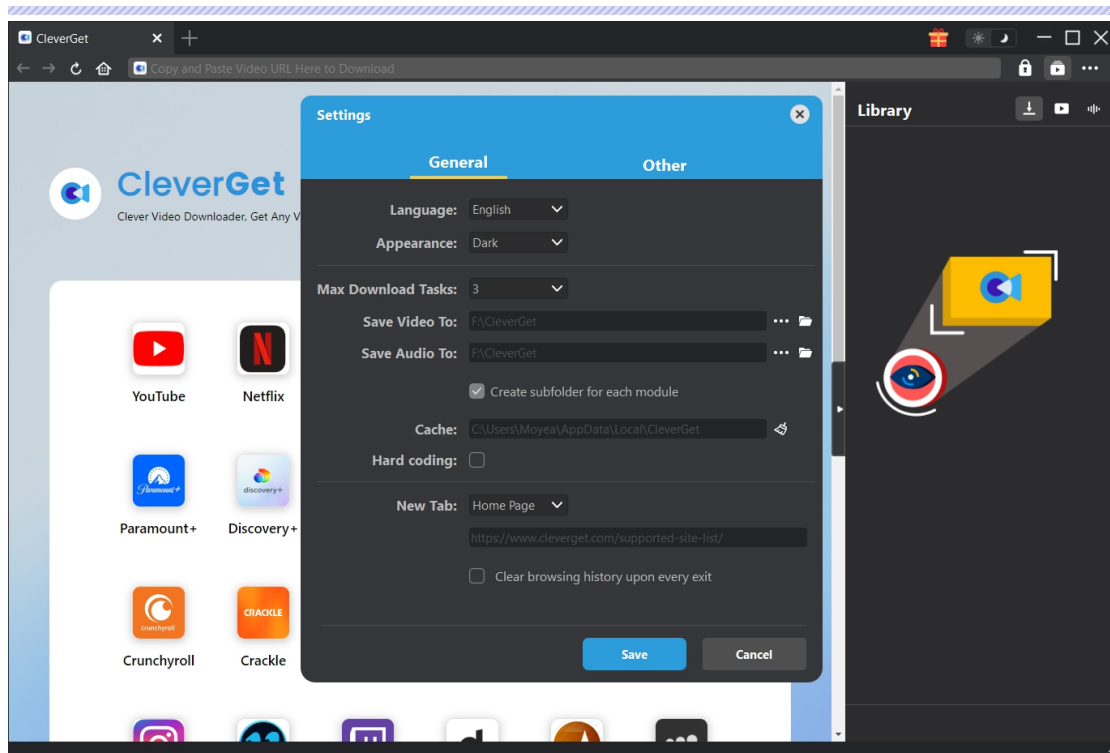 CleverGet
Copy and Paste Video URL Here to Download
Library
CleverGet
Clever Video Downloader, Get Any V
YouTube
Netflix
Paramount+
discovery+
Paramount+
Discovery+
crunchyroll
CRACKLE
Crunchyroll
Crackle
Settings
General
Other
Language: English
Appearance: Dark
Max Download Tasks: 3
Save Video To: F:\CleverGet
Save Audio To: F:\CleverGet
Create subfolder for each module
Cache: C:\Users\Moyea\AppData\Local\CleverGet
Hard coding:
New Tab: Home Page
https://www.cleverget.com/supported-site-list/
Clear browsing history upon every exit
Save
Cancel